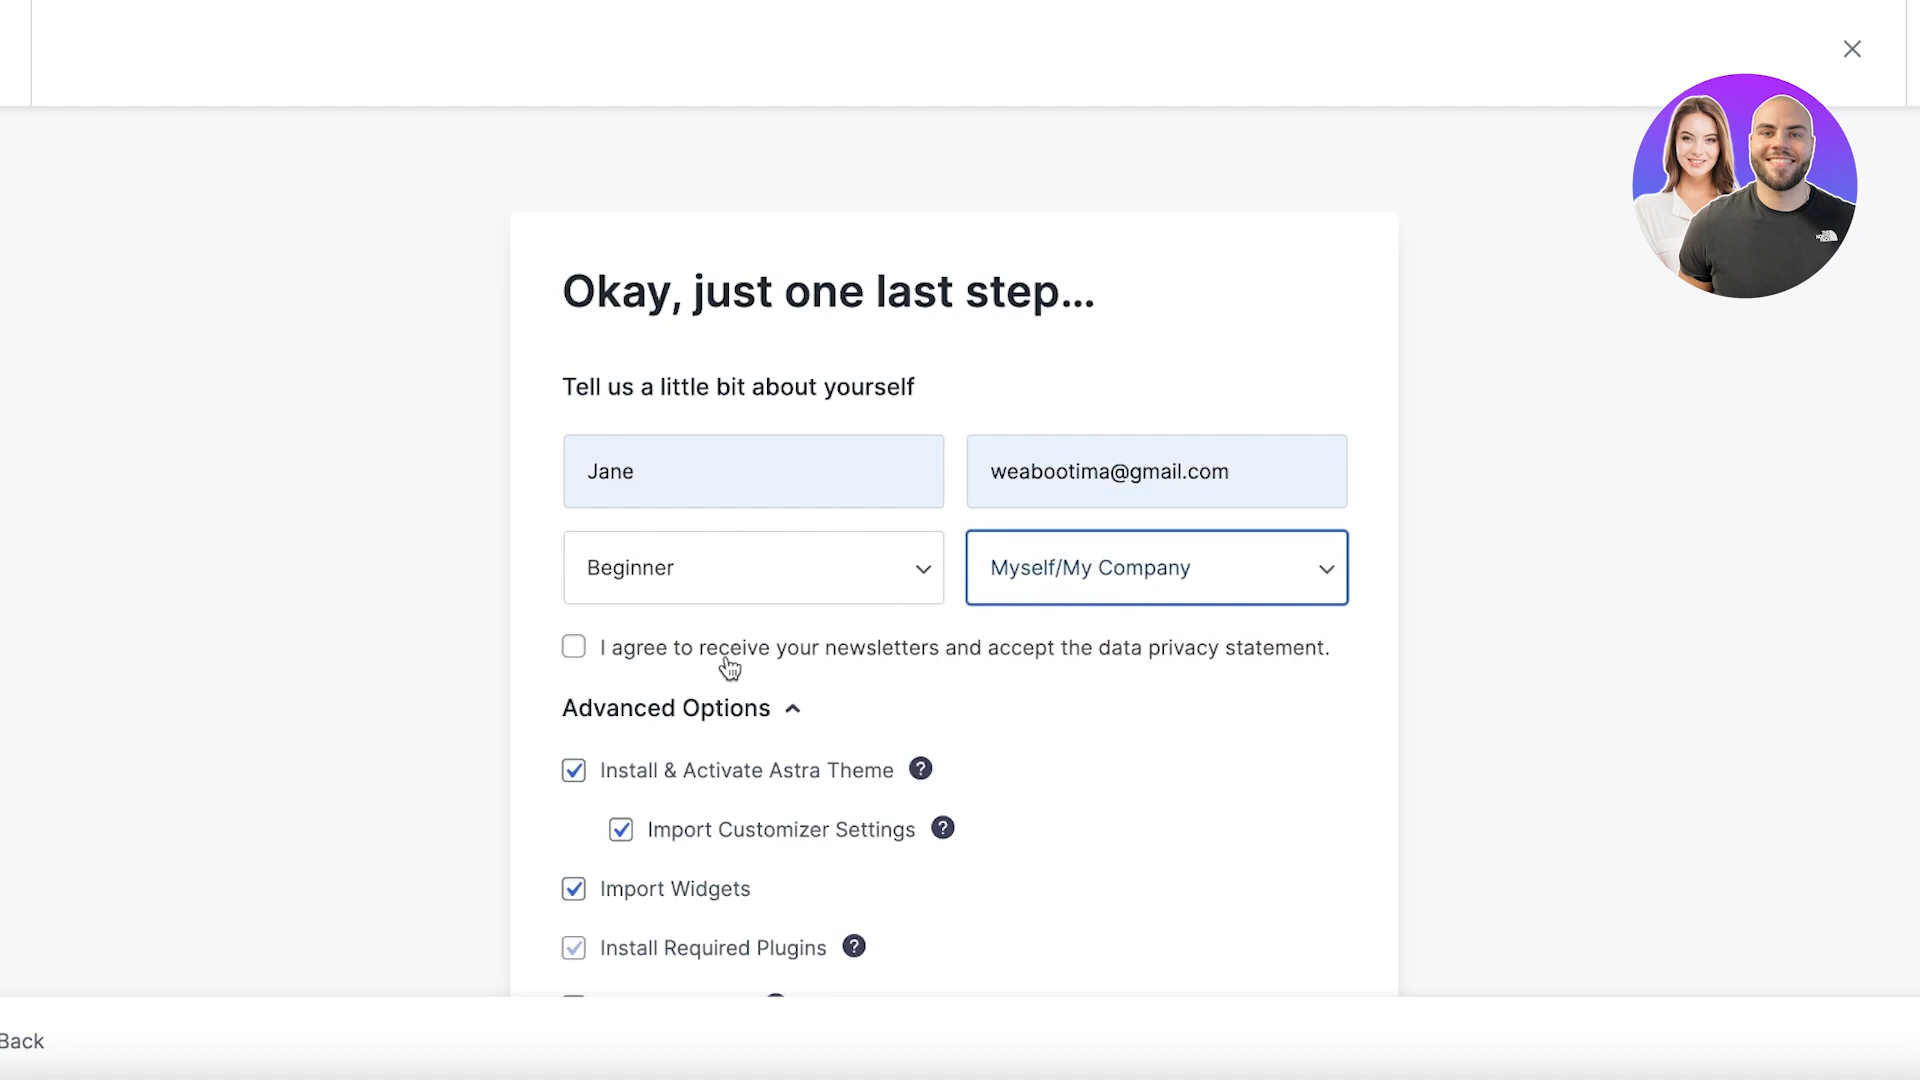 Okay, just one last step...
Tell us a little bit about yourself
Jane
weabootima@gmail.com
Beginner
Myself/My Company
I agree to receive your newsletters and accept the data privacy statement.
Advanced Options
Install & Activate Astra Theme ?
Import Customizer Settings ?
Import Widgets
Install Required Plugins ?
Back